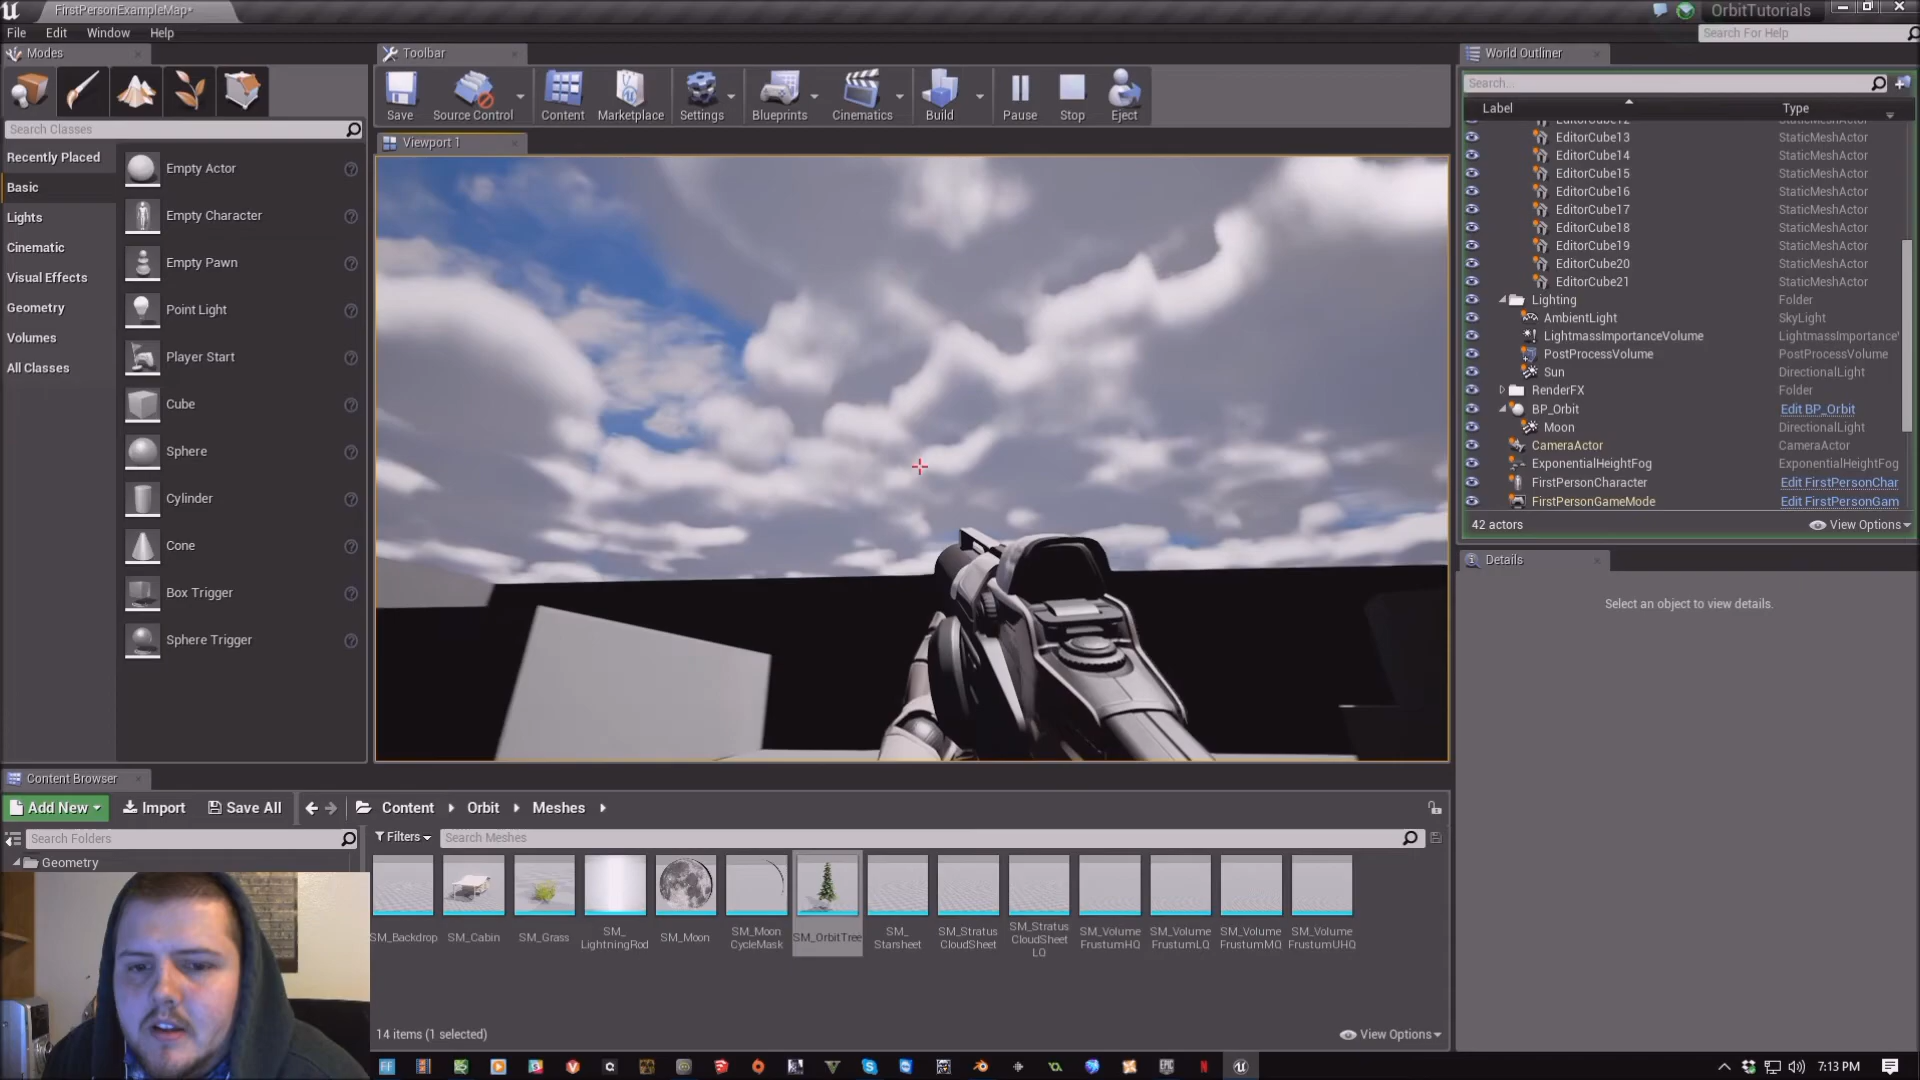 FirstPersonExampleMap*
OrbitTutorials
File Edit Window Help
Search For Help
Modes
Toolbar
World Outliner
Save Source Control Content Marketplace Settings Blueprints Cinematics Build Pause Stop Eject
Search...
Label Type
Search Classes
Viewport 1
Recently Placed
Basic
Lights
Cinematic
Visual Effects
Geometry
Volumes
All Classes
Empty Actor
Empty Character
Empty Pawn
Point Light
Player Start
Cube
Sphere
Cylinder
Cone
Box Trigger
Sphere Trigger
EditorCube12 StaticMeshActor
EditorCube13 StaticMeshActor
EditorCube14 StaticMeshActor
EditorCube15 StaticMeshActor
EditorCube16 StaticMeshActor
EditorCube17 StaticMeshActor
EditorCube18 StaticMeshActor
EditorCube19 StaticMeshActor
EditorCube20 StaticMeshActor
EditorCube21 StaticMeshActor
Lighting Folder
AmbientLight SkyLight
LightmassImportanceVolume LightmassImportance
PostProcessVolume PostProcessVolume
Sun DirectionalLight
RenderFX Folder
BP_Orbit Edit BP_Orbit
Moon DirectionalLight
CameraActor CameraActor
ExponentialHeightFog ExponentialHeightFog
FirstPersonCharacter Edit FirstPersonChar
FirstPersonGameMode Edit FirstPersonGam
42 actors View Options
Details
Select an object to view details.
Content Browser
Add New Import Save All Content Orbit Meshes
Search Folders Filters Search Meshes
Geometry
SM_Backdrop
SM_Cabin
SM_Grass
SM_
LightningRod
SM_Moon
SM_Moon
CycleMask
SM_OrbitTree
SM_
Starsheet
SM_Stratus
CloudSheet
SM_Stratus
CloudSheet
LQ
SM_Volume
FrustumHQ
SM_Volume
FrustumLQ
SM_Volume
FrustumMQ
SM_Volume
FrustumUHQ
14 items (1 selected) View Options
7:13 PM